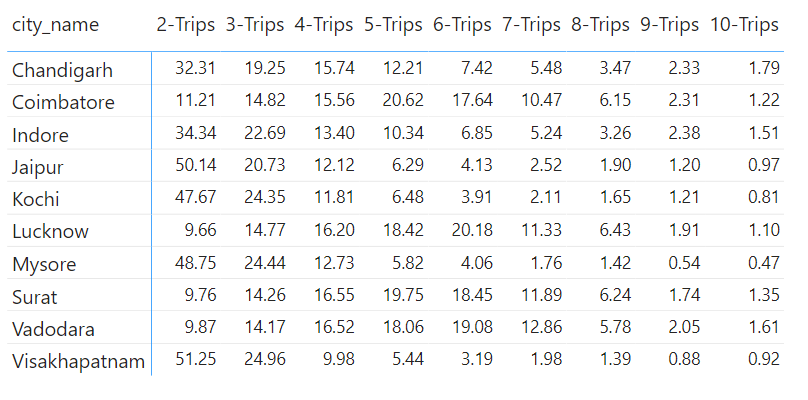 city_name 2-Trips 3-Trips 4-Trips 5-Trips 6-Trips 7-Trips 8-Trips 9-Trips 10-Trips
Chandigarh 32.31 19.25 15.74 12.21 7.42 5.48 3.47 2.33 1.79
Coimbatore 11.21 14.82 15.56 20.62 17.64 10.47 6.15 2.31 1.22
Indore 34.34 22.69 13.40 10.34 6.85 5.24 3.26 2.38 1.51
Jaipur 50.14 20.73 12.12 6.29 4.13 2.52 1.90 1.20 0.97
Kochi 47.67 24.35 11.81 6.48 3.91 2.11 1.65 1.21 0.81
Lucknow 9.66 14.77 16.20 18.42 20.18 11.33 6.43 1.91 1.10
Mysore 48.75 24.44 12.73 5.82 4.06 1.76 1.42 0.54 0.47
Surat 9.76 14.26 16.55 19.75 18.45 11.89 6.24 1.74 1.35
Vadodara 9.87 14.17 16.52 18.06 19.08 12.86 5.78 2.05 1.61
Visakhapatnam 51.25 24.96 9.98 5.44 3.19 1.98 1.39 0.88 0.92